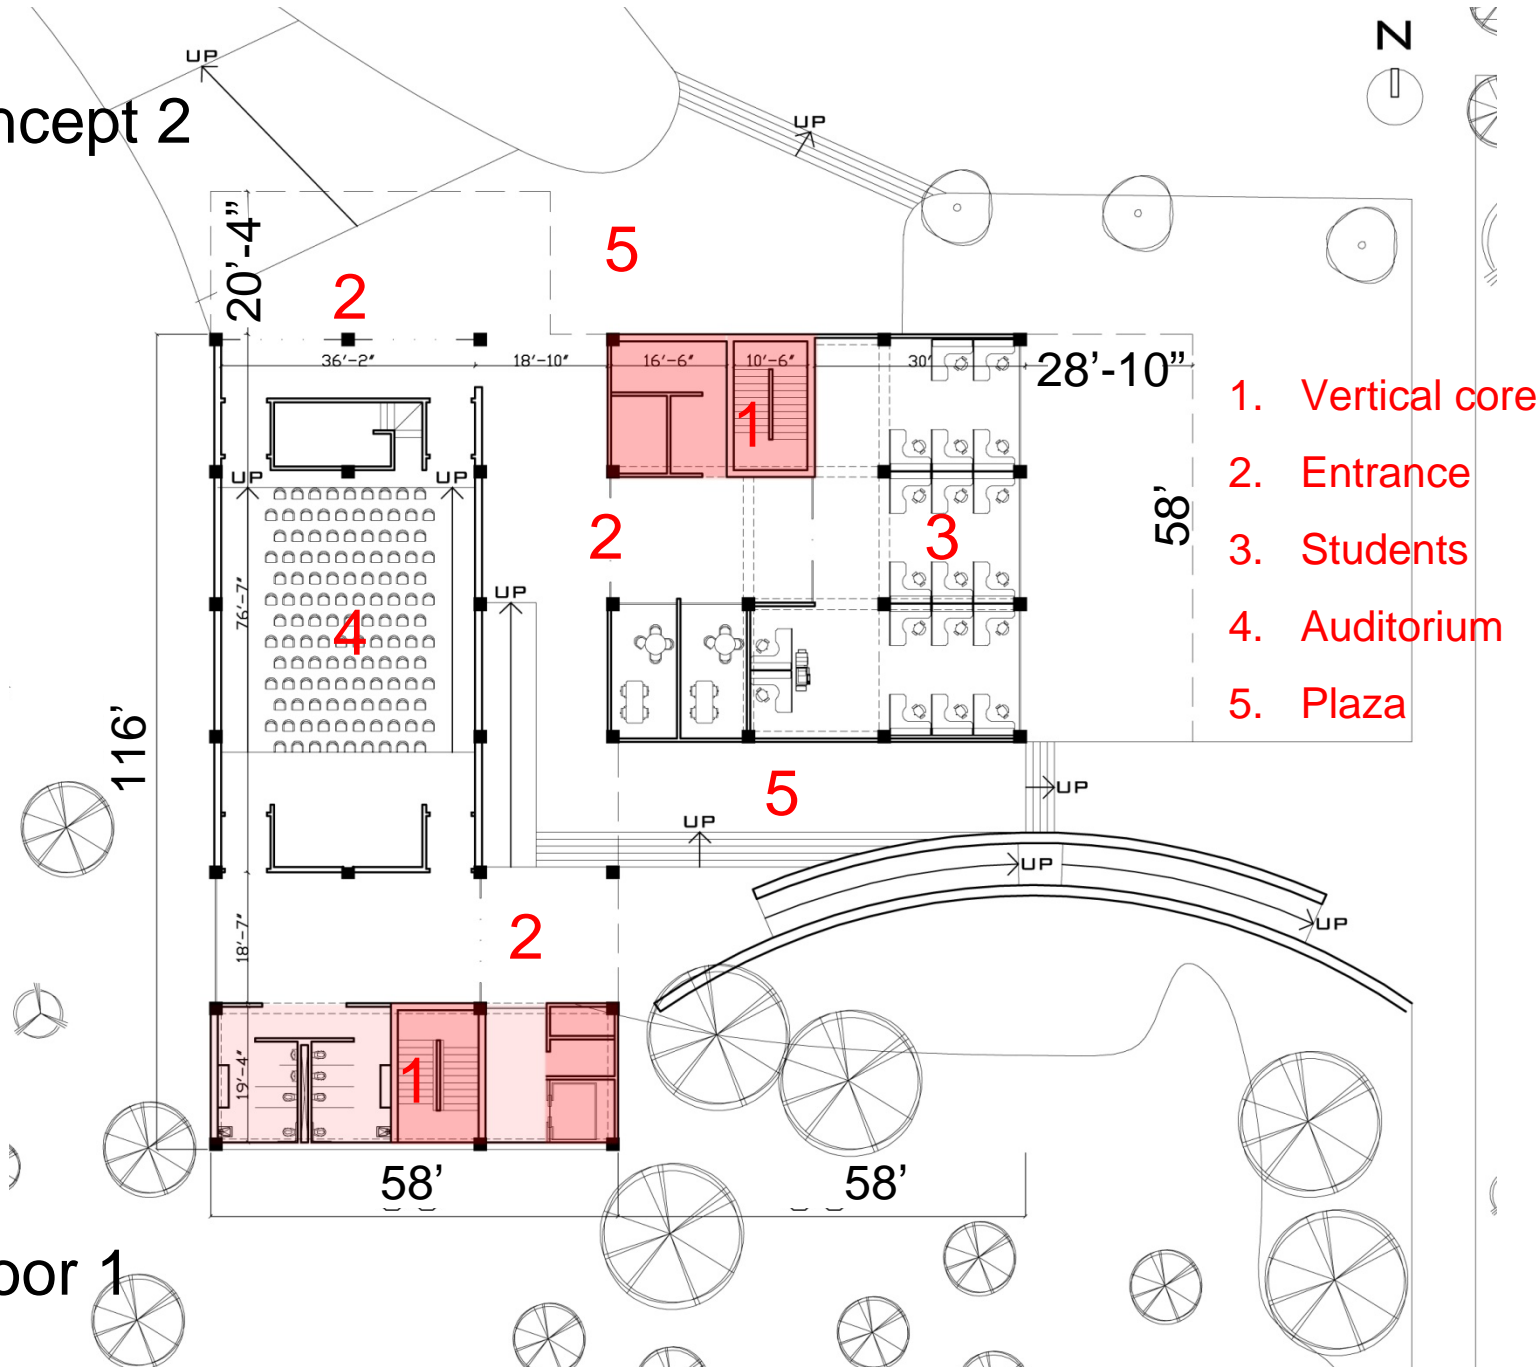 UP
N
ncept 2
UP
20'-4"
5
2
36'-2"
18'-10"
16'-6"
10'-6"
30'
28'-10"
1
1. Vertical core
2. Entrance
3. Students
4. Auditorium
5. Plaza
UP
UP
2
3
58'
UP
76'-7"
4
116'
5
UP
UP
UP
UP
18'-7"
2
19'-4"
1
58'
58'
oor 1